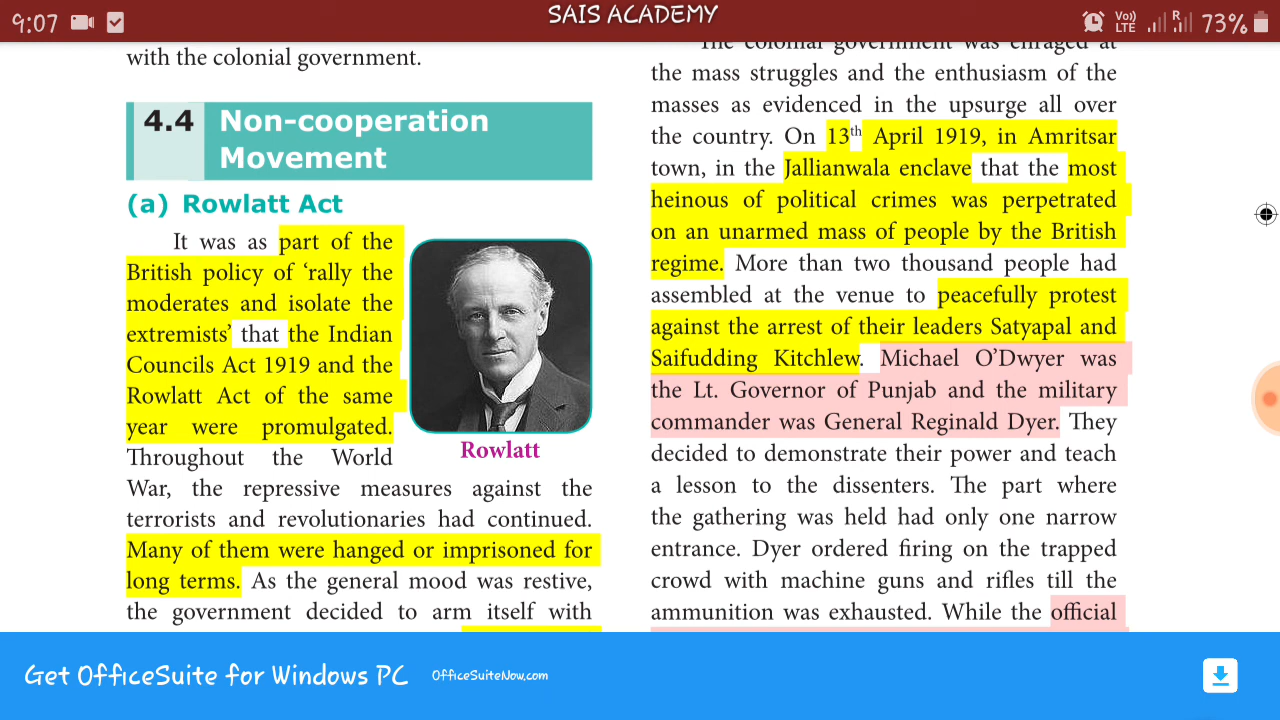 9:07
SAIS ACADEMY
Vo)
LTE
R
73%
with the colonial government.
4.4 Non-cooperation
Movement
(a) Rowlatt Act
It was as part of the
British policy of ‘rally the
moderates and isolate the
extremists’ that the Indian
Councils Act 1919 and the
Rowlatt Act of the same
year were promulgated.
Throughout the World
War, the repressive measures against the
terrorists and revolutionaries had continued.
Many of them were hanged or imprisoned for
long terms. As the general mood was restive,
the government decided to arm itself with
Rowlatt
The colonial government was enraged at
the mass struggles and the enthusiasm of the
masses as evidenced in the upsurge all over
the country. On 13th April 1919, in Amritsar
town, in the Jallianwala enclave that the most
heinous of political crimes was perpetrated
on an unarmed mass of people by the British
regime. More than two thousand people had
assembled at the venue to peacefully protest
against the arrest of their leaders Satyapal and
Saifudding Kitchlew. Michael O’Dwyer was
the Lt. Governor of Punjab and the military
commander was General Reginald Dyer. They
decided to demonstrate their power and teach
a lesson to the dissenters. The part where
the gathering was held had only one narrow
entrance. Dyer ordered firing on the trapped
crowd with machine guns and rifles till the
ammunition was exhausted. While the official
Get OfficeSuite for Windows PC OfficeSuiteNow.com